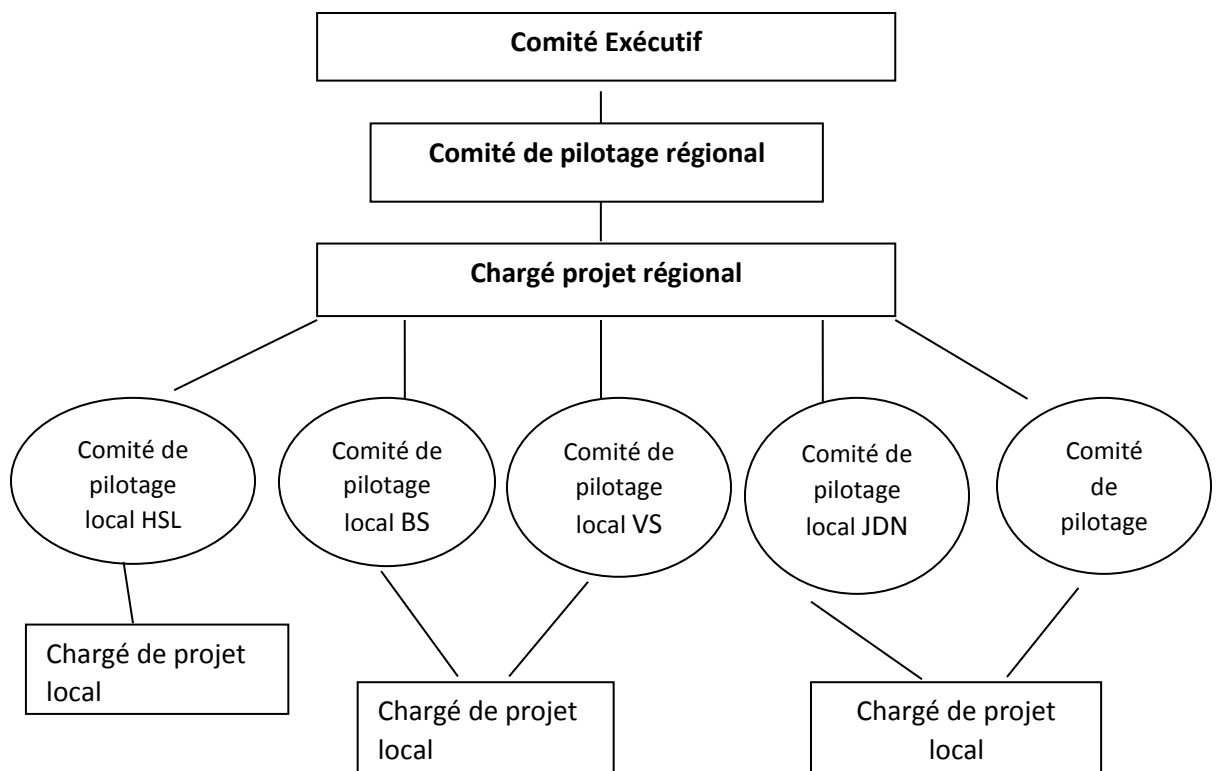 Comité Exécutif
Comité de pilotage régional
Chargé projet régional
Comité de
pilotage
local HSL
Comité de
pilotage
local BS
Comité de
pilotage
local VS
Comité de
pilotage
local JDN
Comité
de
pilotage
Chargé de projet
local
Chargé de projet
local
Chargé de projet
local